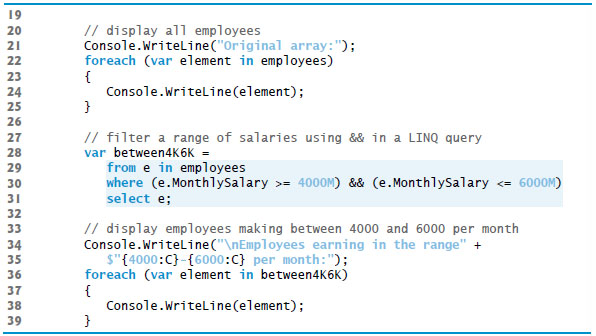 19
20 // display all employees
21 Console.WriteLine("Original array:");
22 foreach (var element in employees)
23 {
24 Console.WriteLine(element);
25 }
26
27 // filter a range of salaries using && in a LINQ query
28 var between4K6K =
29 from e in employees
30 where (e.MonthlySalary >= 4000M) && (e.MonthlySalary <= 6000M)
31 select e;
32
33 // display employees making between 4000 and 6000 per month
34 Console.WriteLine("\nEmployees earning in the range" +
35 $"{4000:C}-{6000:C} per month:");
36 foreach (var element in between4K6K)
37 {
38 Console.WriteLine(element);
39 }